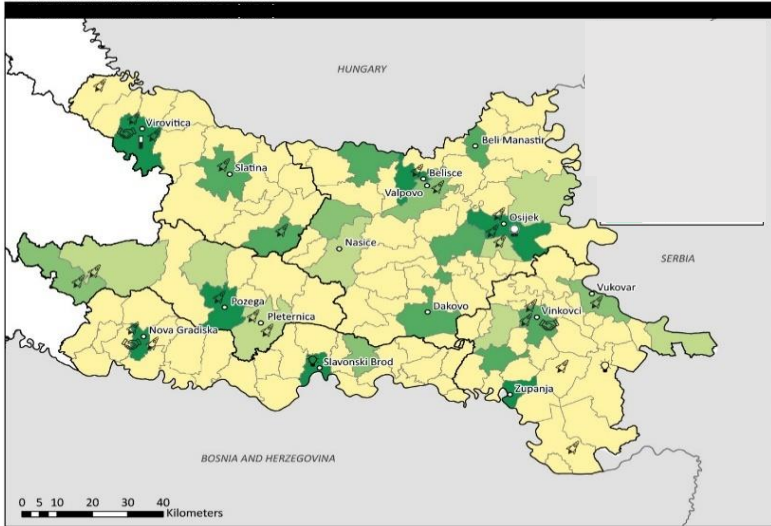 HUNGARY
Virovitica
Beli Manastir
Slatina
Belisce
Valpovo
Osijek
Nasice
SERBIA
Vukovar
Pozega
Dakovo
Vinkovci
Pleternica
Nova Gradiska
Slavonski Brod
Zupanja
BOSNIA AND HERZEGOVINA
0 5 10 20 30 40
Kilometers